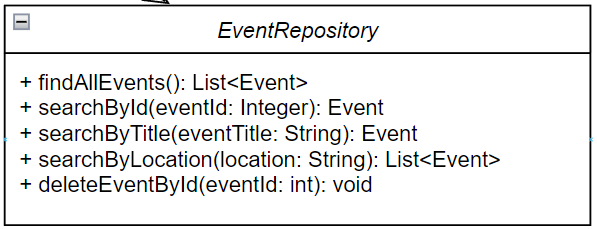 EventRepository
+ findAllEvents(): List<Event>
+ searchById(eventId: Integer): Event
+ searchByTitle(eventTitle: String): Event
+ searchByLocation(location: String): List<Event>
+ deleteEventById(eventId: int): void